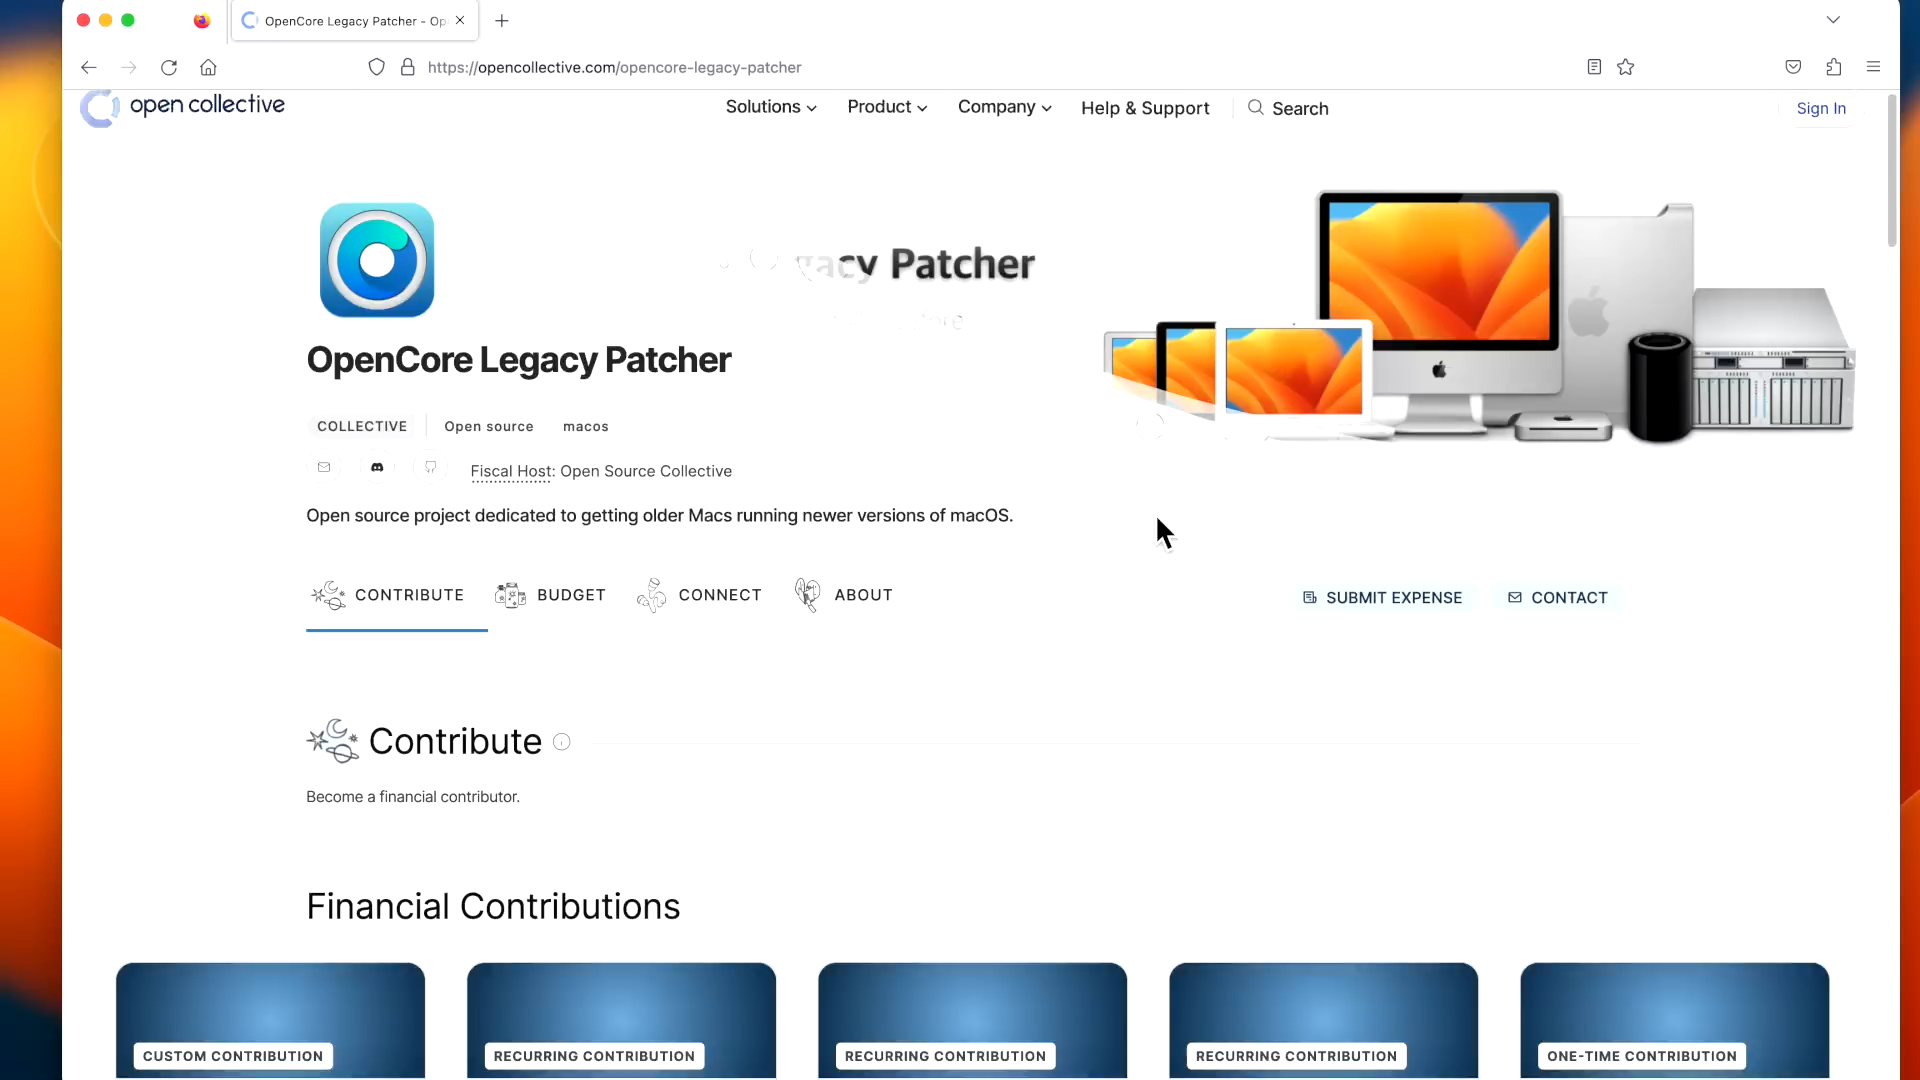 OpenCore Legacy Patcher - Op
https://opencollective.com/opencore-legacy-patcher
open collective
Solutions Product Company Help & Support Search Sign In
Patcher
OpenCore Legacy Patcher
COLLECTIVE Open source macos
Fiscal Host: Open Source Collective
Open source project dedicated to getting older Macs running newer versions of macOS.
CONTRIBUTE BUDGET CONNECT ABOUT SUBMIT EXPENSE CONTACT
Contribute
Become a financial contributor.
Financial Contributions
CUSTOM CONTRIBUTION RECURRING CONTRIBUTION RECURRING CONTRIBUTION RECURRING CONTRIBUTION ONE-TIME CONTRIBUTION